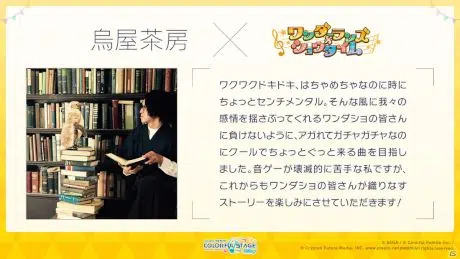 烏屋茶房
ワンダーランズ
×
ショウタイム
ワクワクドキドキ、はちゃめちゃなのに時に
ちょっとセンチメンタル。そんな風に我々の
感情を揺さぶってくれるワンダショの皆さん
に負けないように、アガれてガチャガチャなの
にクールでちょっとぐっと来る曲を目指し
ました。音ゲーが壊滅的に苦手な私ですが、
これからもワンダショの皆さんが織りなす
ストーリーを楽しみにさせていただきます!
COLORFUL STAGE!
© SEGA / © Colorful Palette Inc.
© Crypton Future Media, INC. www.piapro.net